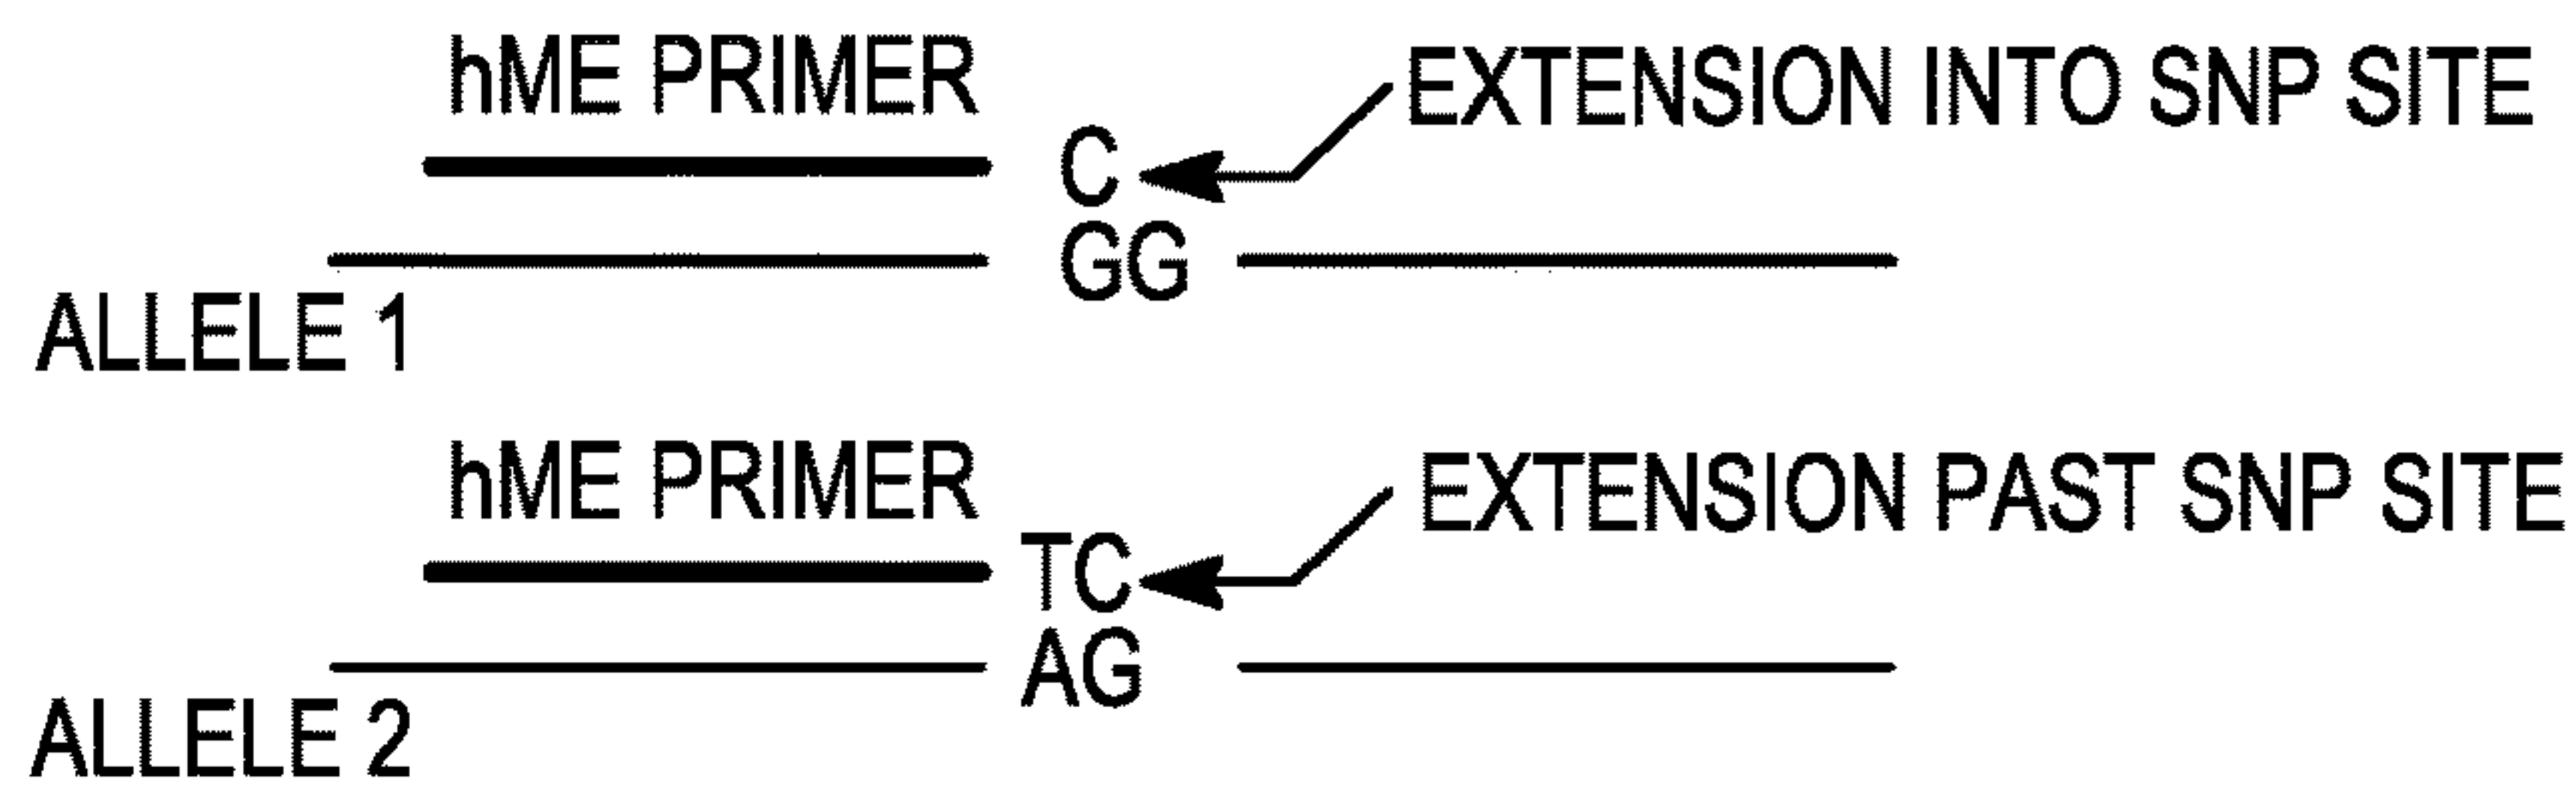 hME PRIMER
EXTENSION INTO SNP SITE
C
GG
ALLELE 1
hME PRIMER
EXTENSION PAST SNP SITE
TC
AG
ALLELE 2